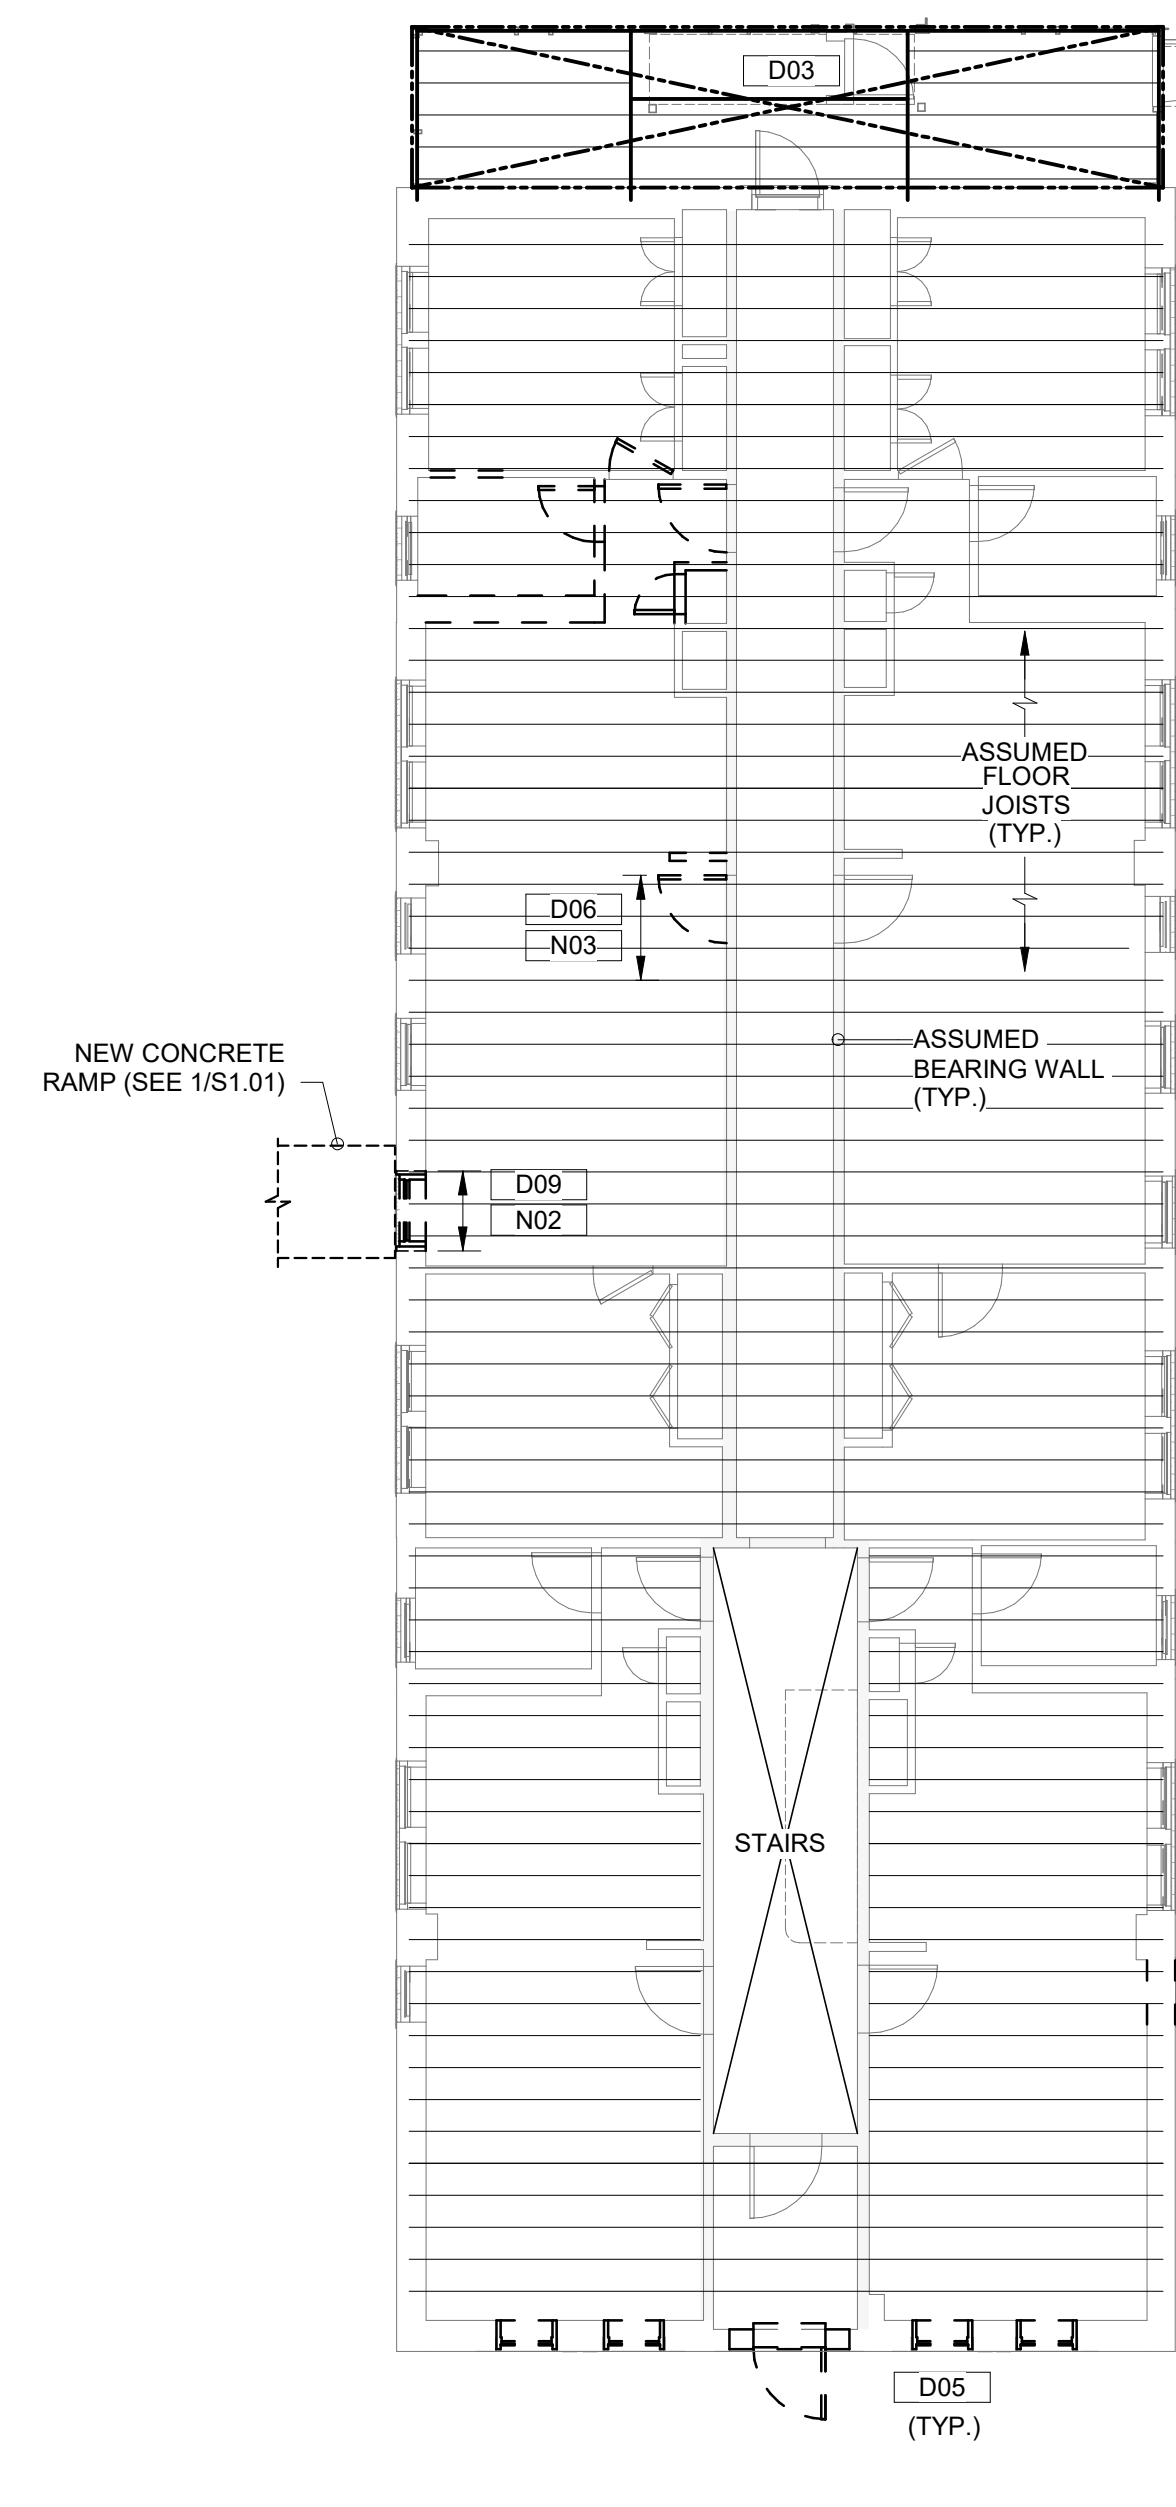 D03
ASSUMED
FLOOR
JOISTS
(TYP.)
D06
N03
ASSUMED
BEARING WALL
(TYP.)
NEW CONCRETE
RAMP (SEE 1/S1.01)
D09
N02
STAIRS
D05
(TYP.)